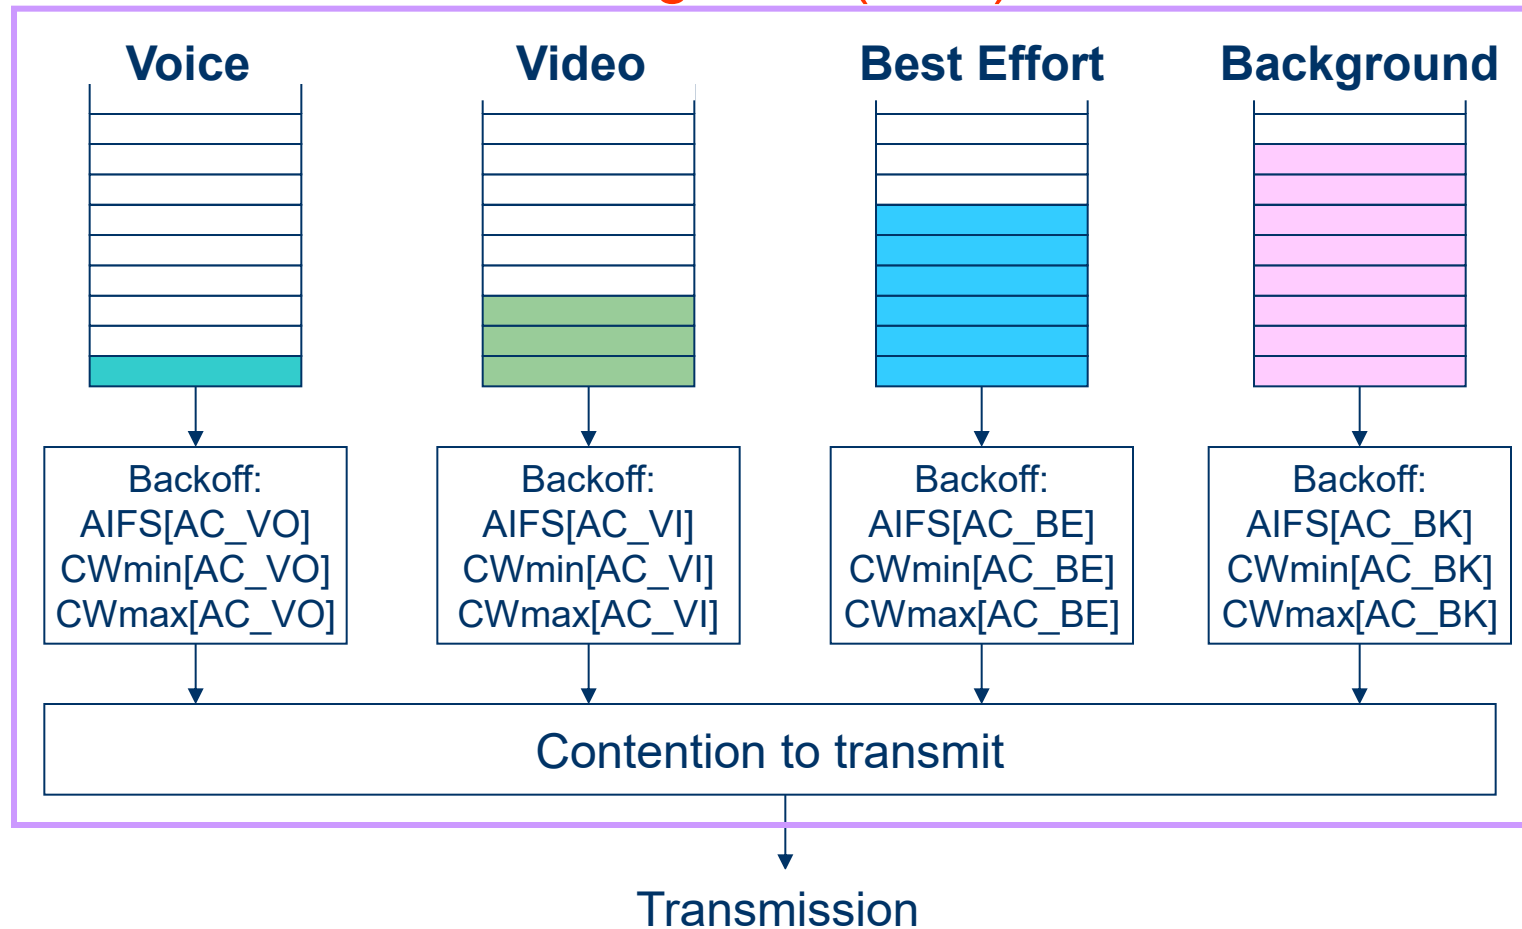 Voice
Video
Best Effort
Background
Backoff:
AIFS[AC_VO]
CWmin[AC_VO]
CWmax[AC_VO]
Backoff:
AIFS[AC_VI]
CWmin[AC_VI]
CWmax[AC_VI]
Backoff:
AIFS[AC_BE]
CWmin[AC_BE]
CWmax[AC_BE]
Backoff:
AIFS[AC_BK]
CWmin[AC_BK]
CWmax[AC_BK]
Contention to transmit
Transmission